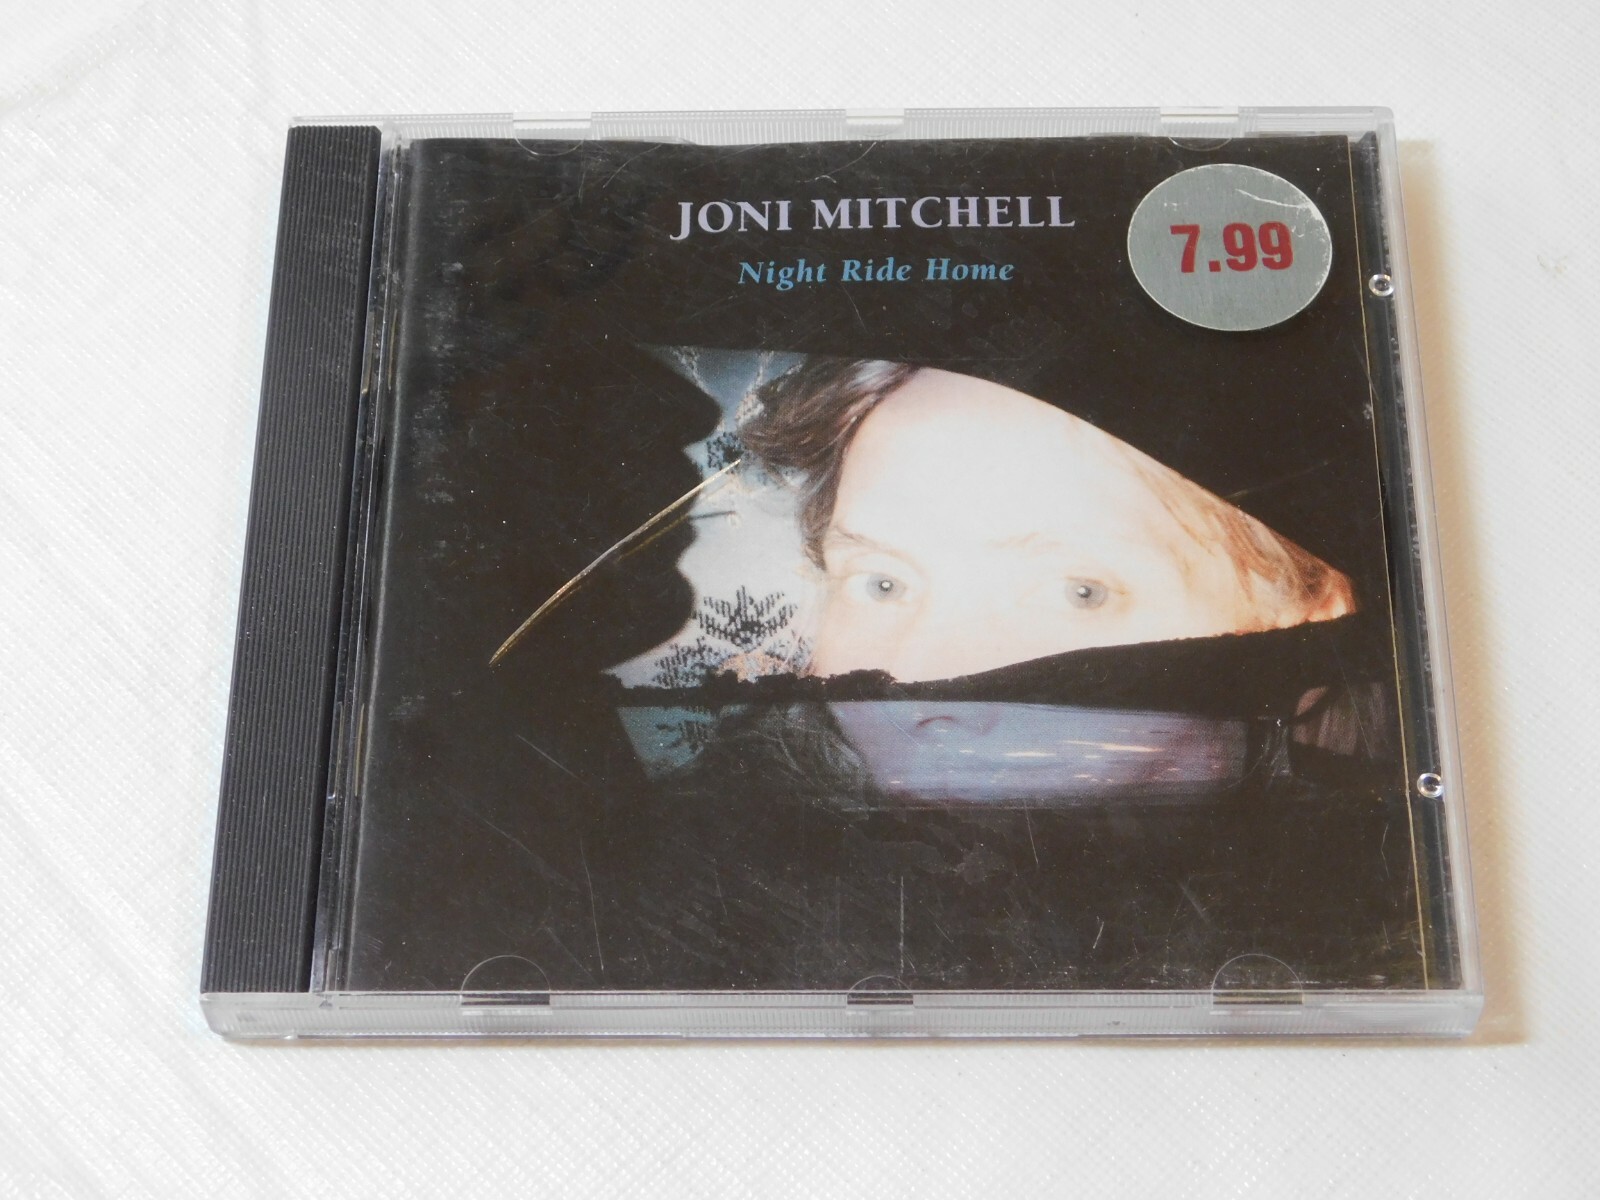 JONI MITCHELL
Night Ride Home
7.99